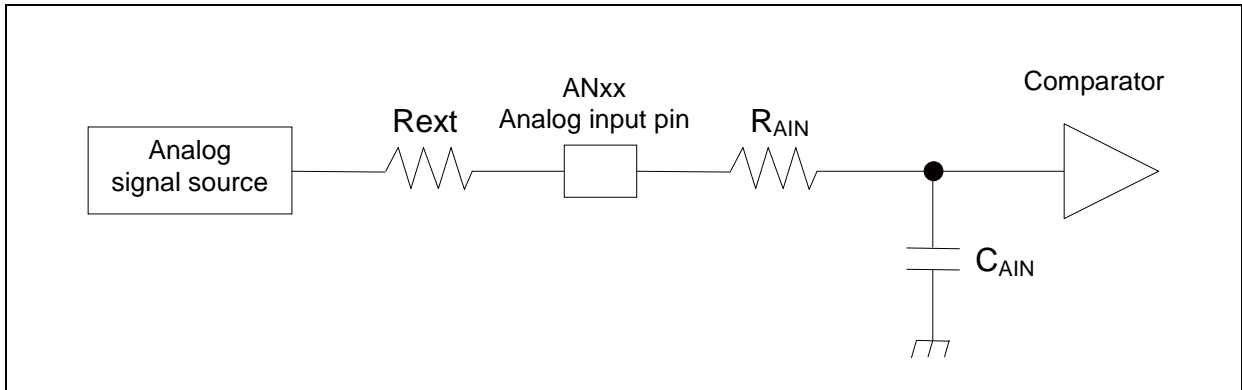 Analog
signal source
Rext
ANxx
Analog input pin
RAIN
Comparator
CAIN